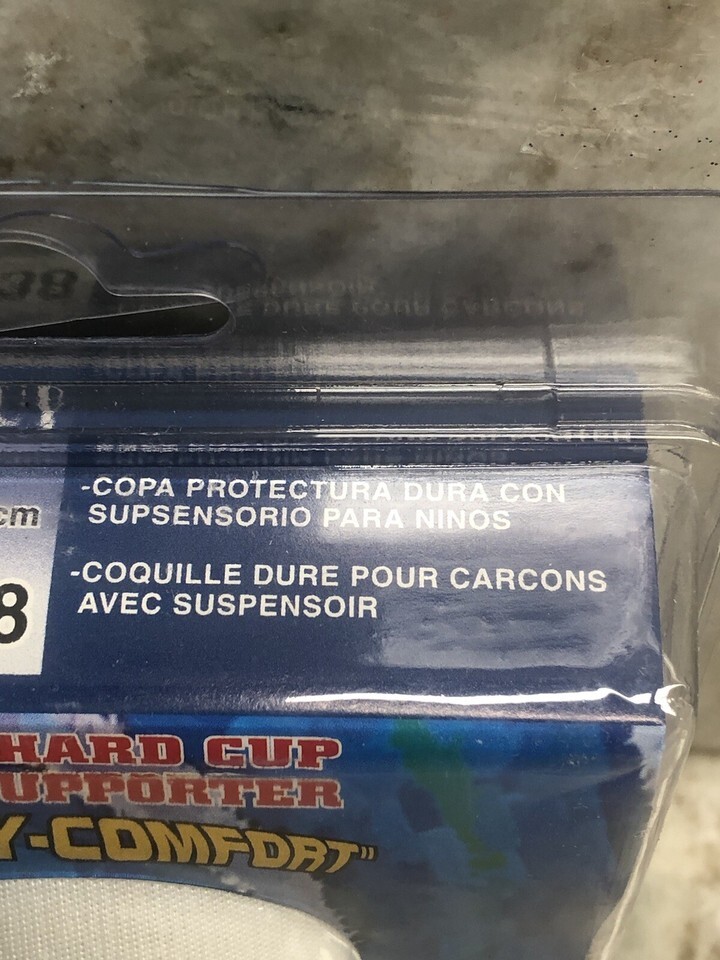 38
-COPA PROTECTURA DURA CON
SUPSENSORIO PARA NINOS
cm
-COQUILLE DURE POUR CARCONS
AVEC SUSPENSOIR
8
HARD CUP
UPPORTER
Y-COMFORT"